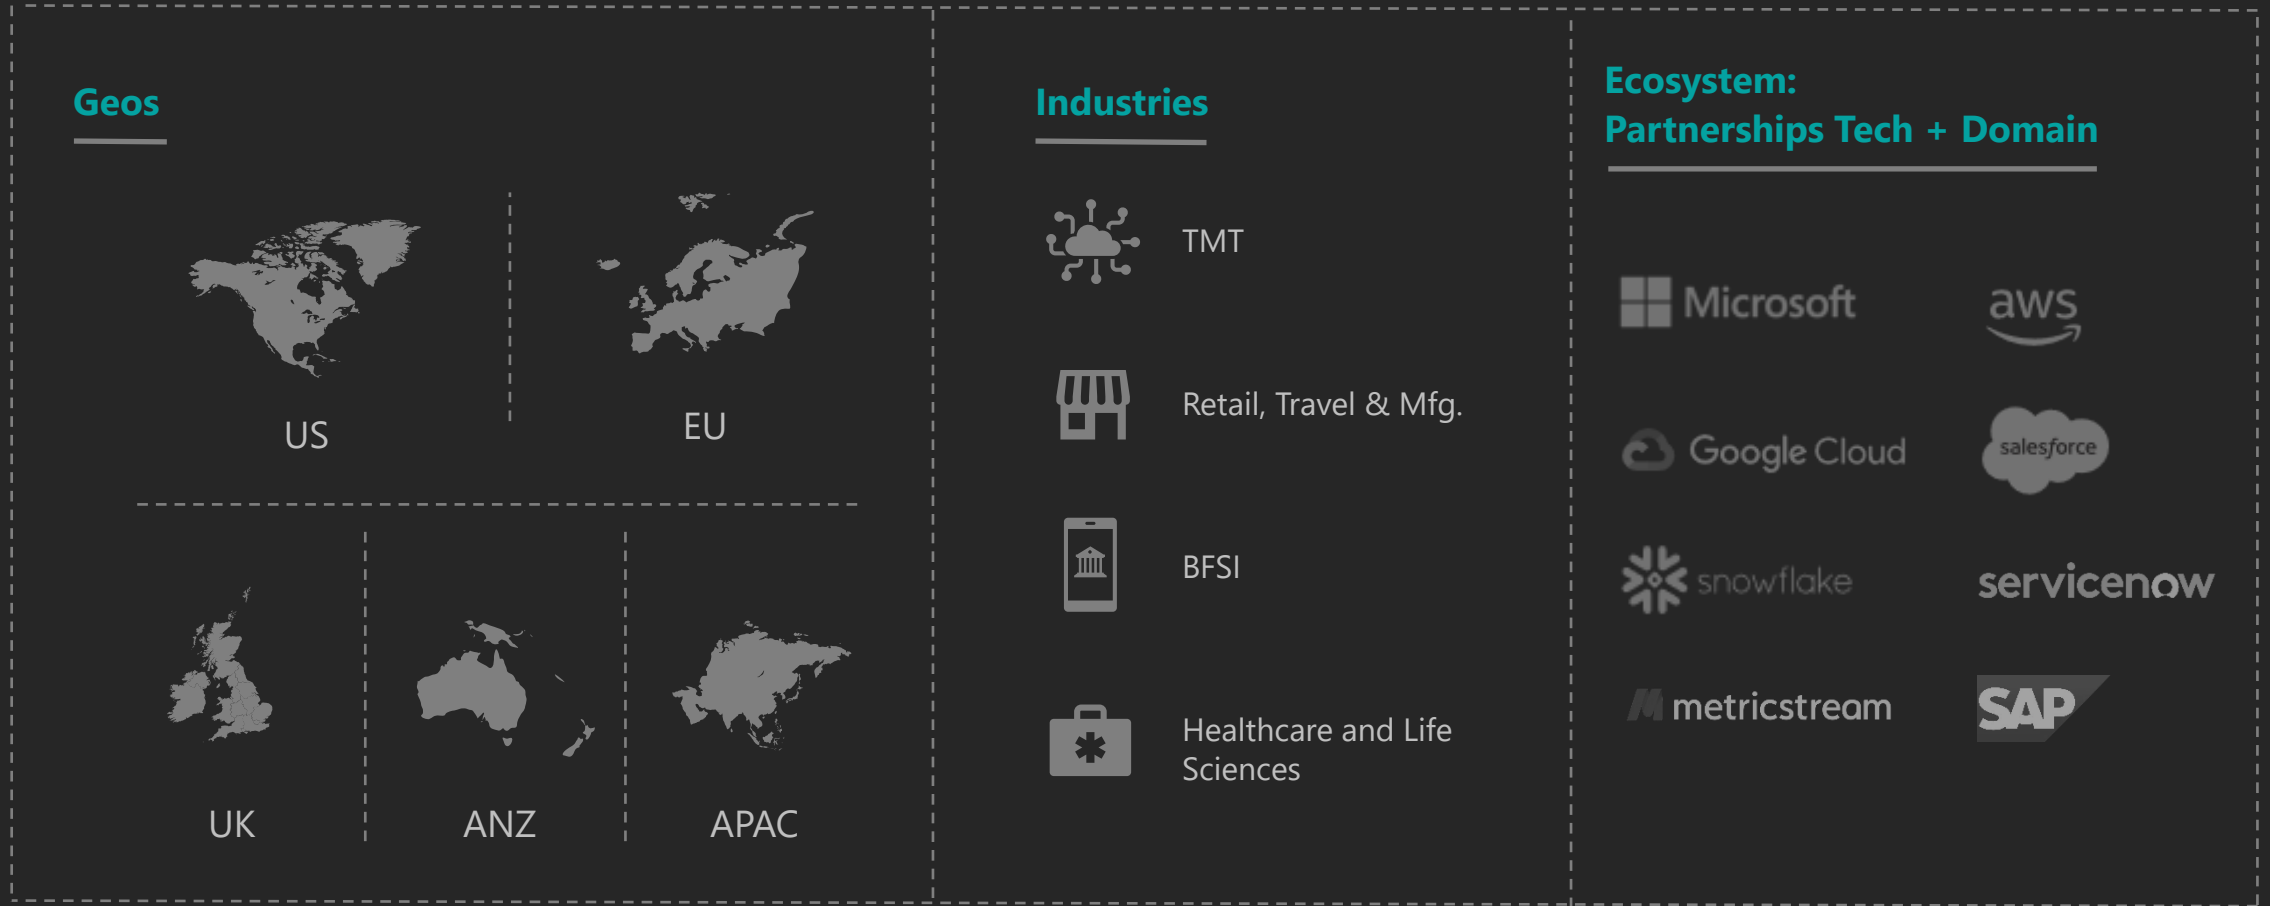 Geos
US
EU
UK
ANZ
APAC
Industries
TMT
Retail, Travel & Mfg.
BFSI
Healthcare and Life
Sciences
Ecosystem:
Partnerships Tech + Domain
Microsoft
aws
Google Cloud
salesforce
snowflake
servicenow
metricstream
SAP